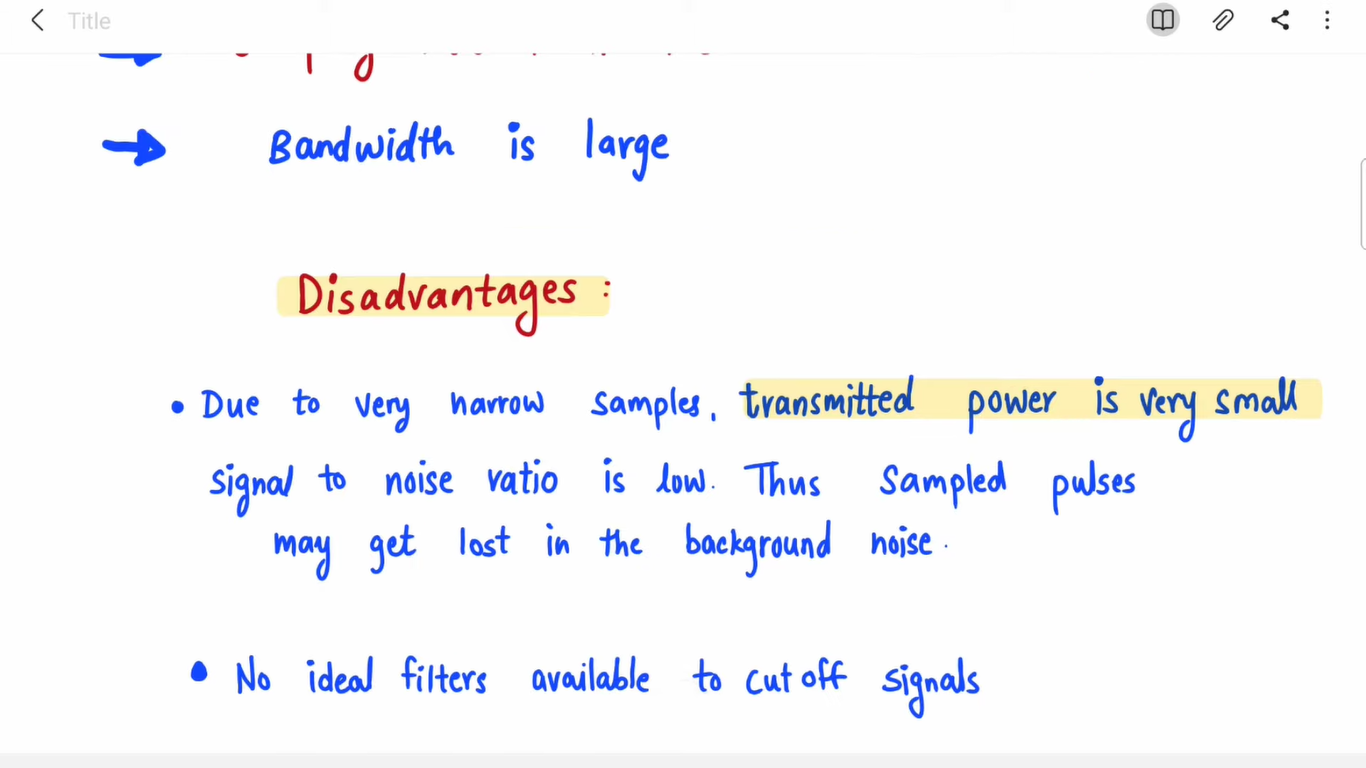 Title
→ Bandwidth is large
Disadvantages :
• Due to very narrow samples, transmitted power is very small
signal to noise ratio is low. Thus Sampled pulses
may get lost in the background noise.
• No ideal filters available to cut off signals